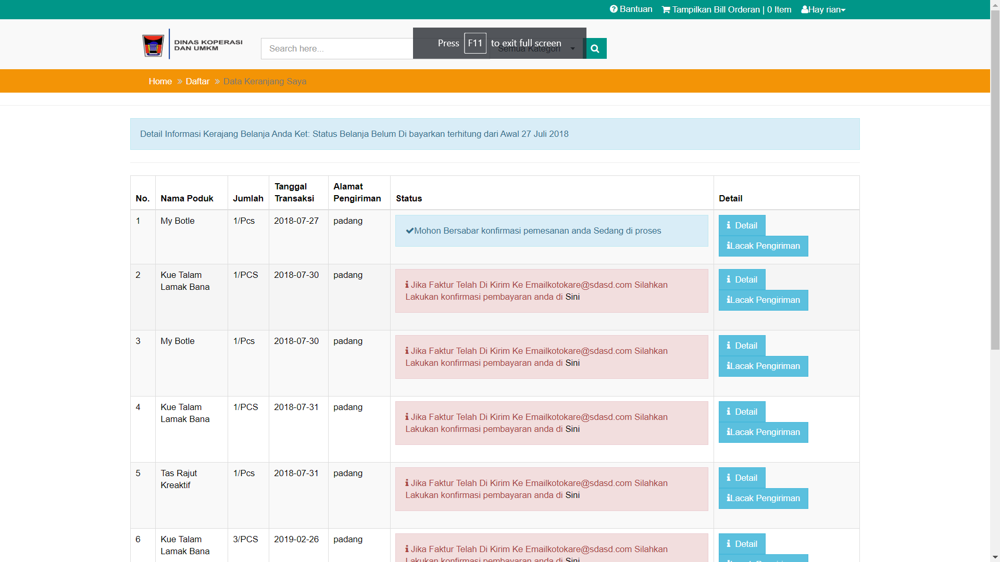 Bantuan Tampilkan Bill Orderan | 0 Item Hay rian
DINAS KOPERASI
DAN UMKM
Search here...
Semua Kategori
Press F11 to exit full screen
Home » Daftar » Data Keranjang Saya
Detail Informasi Kerajang Belanja Anda Ket: Status Belanja Belum Di bayarkan terhitung dari Awal 27 Juli 2018
No. Nama Poduk Jumlah Tanggal Transaksi Alamat Pengiriman Status Detail
1 My Botle 1/Pcs 2018-07-27 padang Mohon Bersabar konfirmasi pemesanan anda Sedang di proses Detail
Lacak Pengiriman
2 Kue Talam Lamak Bana 1/PCS 2018-07-30 padang Jika Faktur Telah Di Kirim Ke Emailkotokare@sdasd.com Silahkan
Lakukan konfirmasi pembayaran anda di Sini
Detail
Lacak Pengiriman
3 My Botle 1/Pcs 2018-07-30 padang Jika Faktur Telah Di Kirim Ke Emailkotokare@sdasd.com Silahkan
Lakukan konfirmasi pembayaran anda di Sini
Detail
Lacak Pengiriman
4 Kue Talam Lamak Bana 1/PCS 2018-07-31 padang Jika Faktur Telah Di Kirim Ke Emailkotokare@sdasd.com Silahkan
Lakukan konfirmasi pembayaran anda di Sini
Detail
Lacak Pengiriman
5 Tas Rajut Kreaktif 1/Pcs 2018-07-31 padang Jika Faktur Telah Di Kirim Ke Emailkotokare@sdasd.com Silahkan
Lakukan konfirmasi pembayaran anda di Sini
Detail
Lacak Pengiriman
6 Kue Talam Lamak Bana 3/PCS 2019-02-26 padang Jika Faktur Telah Di Kirim Ke Emailkotokare@sdasd.com Silahkan
Lakukan konfirmasi pembayaran anda di Sini
Detail